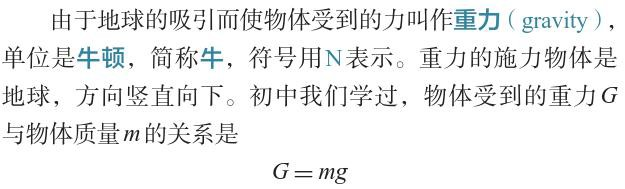 由于地球的吸引而使物体受到的力叫作重力（gravity），
单位是牛顿，简称牛，符号用N表示。重力的施力物体是
地球，方向竖直向下。初中我们学过，物体受到的重力G
与物体质量m的关系是
G=mg